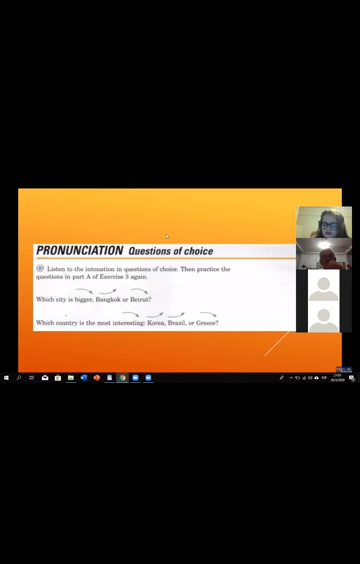 PRONUNCIATION Questions of choice
Listen to the intonation in questions of choice. Then practice the
questions in part A of Exercise 3 again.
Which city is bigger, Bangkok or Beirut?
Which country is the most interesting: Korea, Brazil, or Greece?